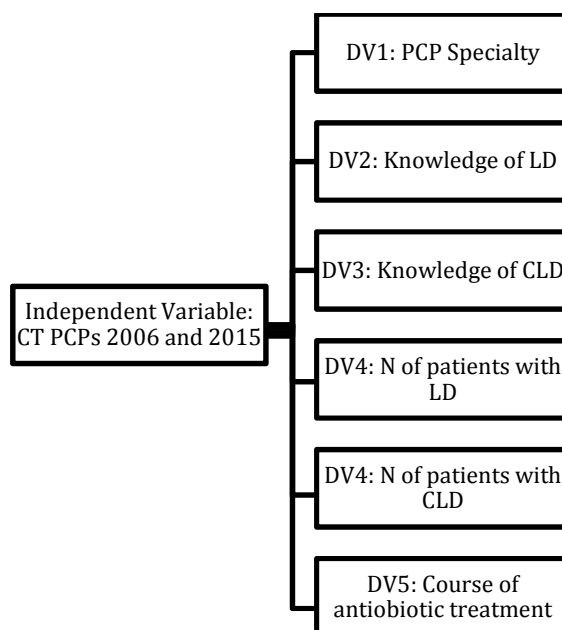 DV1: PCP Specialty
DV2: Knowledge of LD
DV3: Knowledge of CLD
Independent Variable:
CT PCPs 2006 and 2015
DV4: N of patients with
LD
DV4: N of patients with
CLD
DV5: Course of
antiobiotic treatment